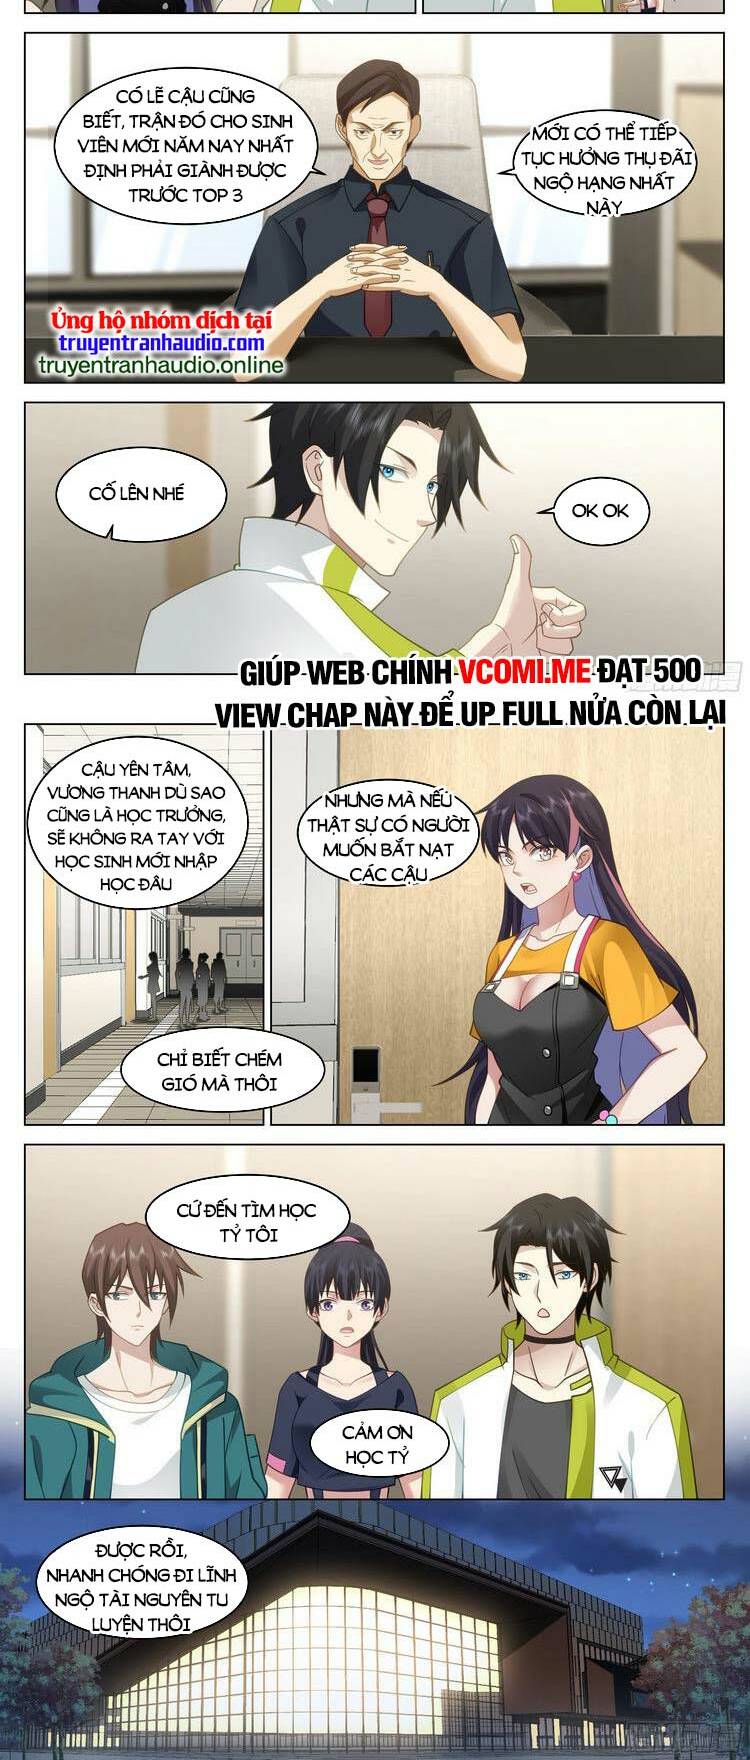 CÓ LẼ CẬU CŨNG
BIẾT, TRẬN ĐÓ CHO SINH
VIÊN MỚI NĂM NAY NHẤT
ĐỊNH PHẢI GIÀNH ĐƯỢC
TRƯỚC TOP 3
MỚI CÓ THỂ TIẾP
TỤC HƯỞNG THỤ ĐÃI
NGỘ HẠNG NHẤT
NÀY
Ủng hộ nhóm dịch tại
truyentranhaudio.com
truyentranhaudio.online
CỐ LÊN NHÉ
OK OK
GIÚP WEB CHÍNH VCOMI.ME ĐẠT 500
VIEW CHAP NÀY ĐỂ UP FULL NỬA CÒN LẠI
CẬU YÊN TÂM,
VƯƠNG THANH DÙ SAO
CŨNG LÀ HỌC TRƯỞNG,
SẼ KHÔNG RA TAY VỚI
HỌC SINH MỚI NHẬP
HỌC ĐÂU
NHƯNG MÀ NẾU
THẬT SỰ CÓ NGƯỜI
MUỐN BẮT NẠT
CÁC CẬU
CHỈ BIẾT CHÉM
GIÓ MÀ THÔI
CỨ ĐẾN TÌM HỌC
TỶ TÔI
CẢM ƠN
HỌC TỶ
ĐƯỢC RỒI,
NHANH CHÓNG ĐI LĨNH
NGỘ TÀI NGUYÊN TU
LUYỆN THÔI